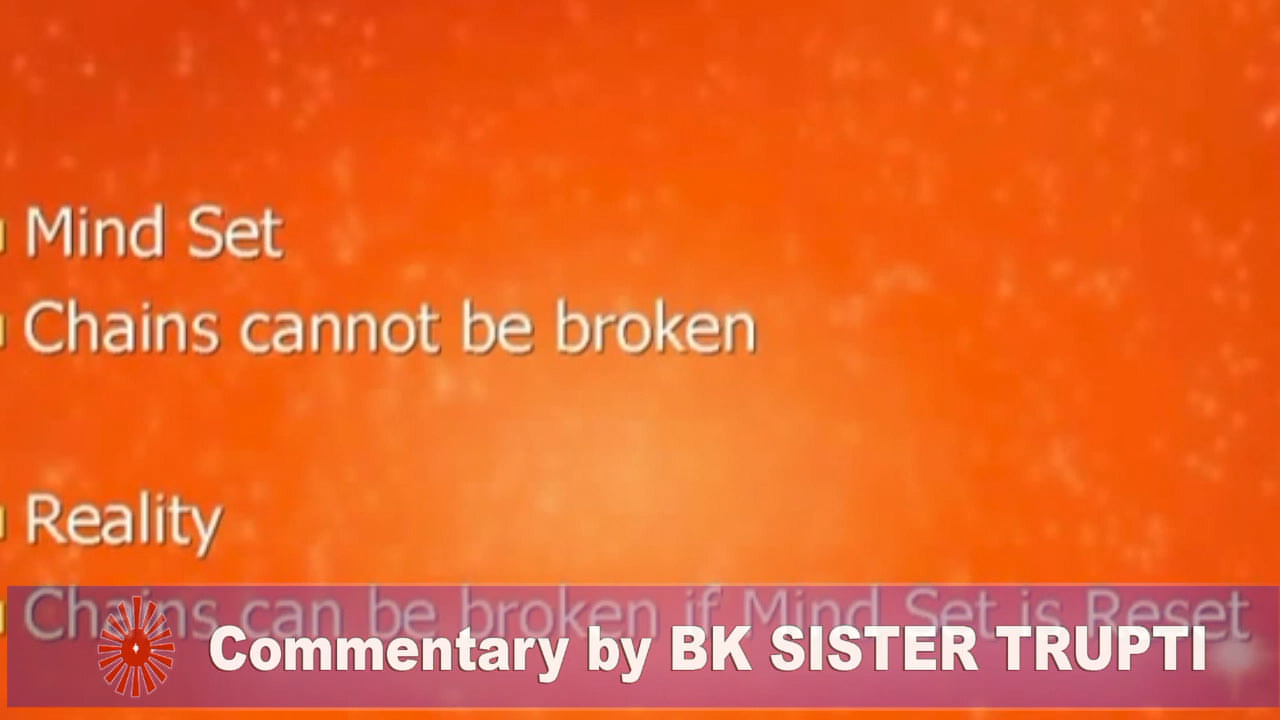 Mind Set
Chains cannot be broken
Reality
Chains can be broken if Mind Set is Reset
Commentary by BK SISTER TRUPTI